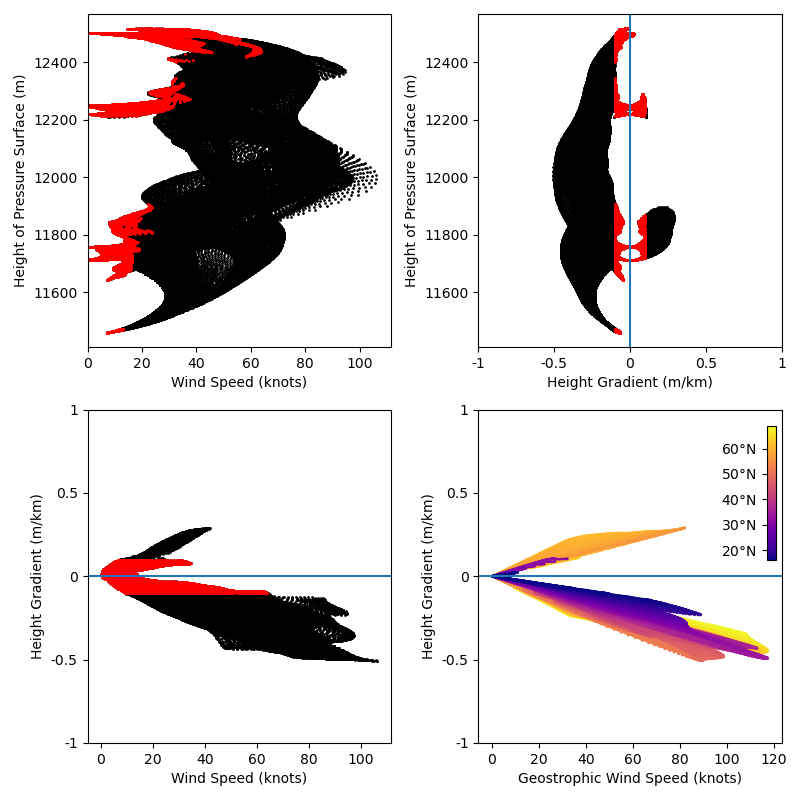 12400
12200
12000
11800
11600
Height of Pressure Surface (m)
0 20 40 60 80 100
Wind Speed (knots)
12400
12200
12000
11800
11600
Height of Pressure Surface (m)
-1 -0.5 0 0.5 1
Height Gradient (m/km)
1
0.5
0
-0.5
-1
Height Gradient (m/km)
0 20 40 60 80 100
Wind Speed (knots)
1
0.5
0
-0.5
-1
Height Gradient (m/km)
60°N
50°N
40°N
30°N
20°N
0 20 40 60 80 100 120
Geostrophic Wind Speed (knots)